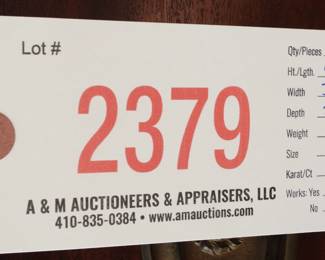 Lot #
2379
A & M AUCTIONEERS & APPRAISERS, LLC
410-835-0384 • www.amauctions.com
Qty/Pieces
Ht./Lgth.
Width
Depth
Weight
Size
Karat/Ct
Works: Yes
No